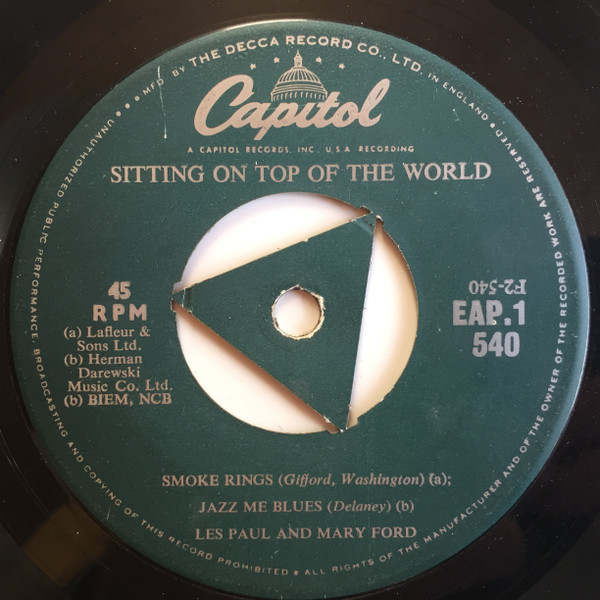 MFD. BY THE DECCA RECORD CO., LTD. IN ENGLAND
Capitol
A CAPITOL RECORDS, INC. U.S.A RECORDING
SITTING ON TOP OF THE WORLD
45
RPM
(a) Lafleur &
Sons Ltd.
(b) Herman
Darewski
Music Co. Ltd.
(b) BIEM, NCB
F2-540
EAP.1
540
SMOKE RINGS (Gifford, Washington) (a);
JAZZ ME BLUES (Delaney) (b)
LES PAUL AND MARY FORD
UNAUTHORIZED PUBLIC PERFORMANCE, BROADCASTING AND COPYING OF THIS RECORD PROHIBITED • ALL RIGHTS OF THE MANUFACTURER AND OF THE OWNER OF THE RECORDED WORK ARE RESERVED